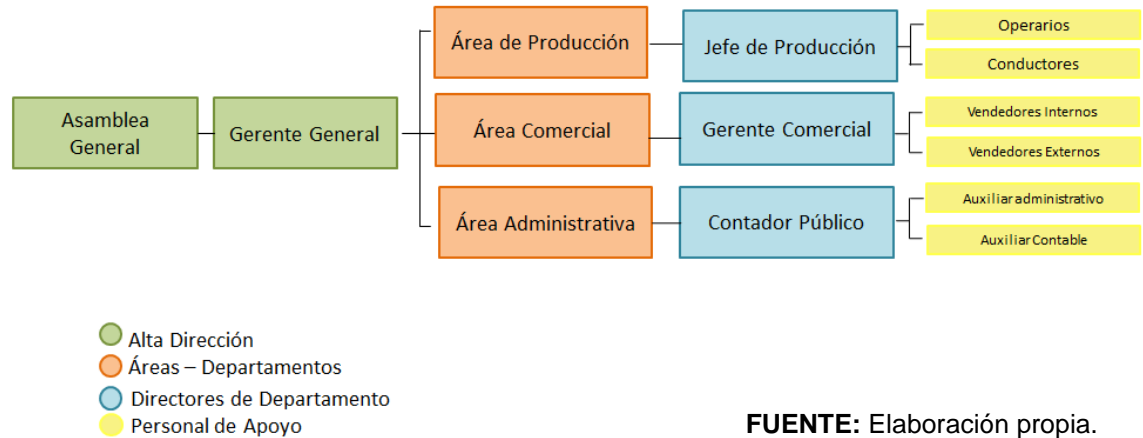 Asamblea
General
Gerente General
Área de Producción
Jefe de Producción
Operarios
Conductores
Área Comercial
Gerente Comercial
Vendedores Internos
Vendedores Externos
Área Administrativa
Contador Público
Auxiliar administrativo
Auxiliar Contable
Alta Dirección
Áreas – Departamentos
Directores de Departamento
Personal de Apoyo
FUENTE: Elaboración propia.